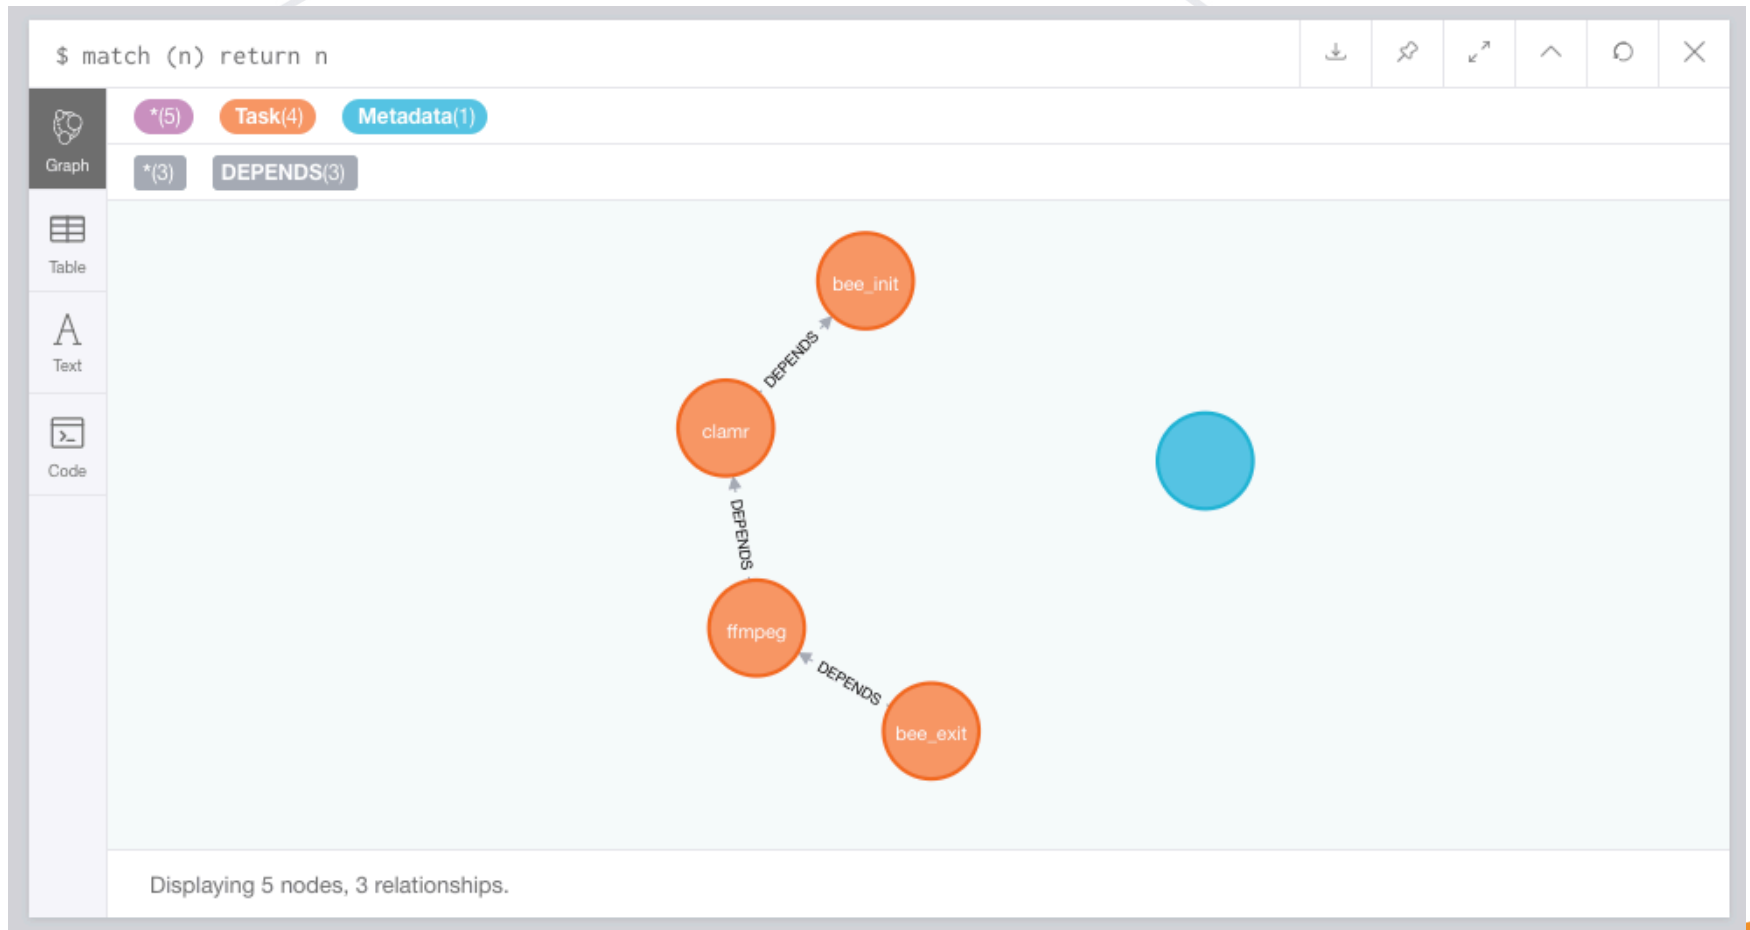 $ match (n) return n
*(5) Task(4) Metadata(1)
*(3) DEPENDS(3)
Graph
Table
Text
Code
bee_init
DEPENDS
clamr
DEPENDS
ffmpeg
DEPENDS
bee_exit
Displaying 5 nodes, 3 relationships.